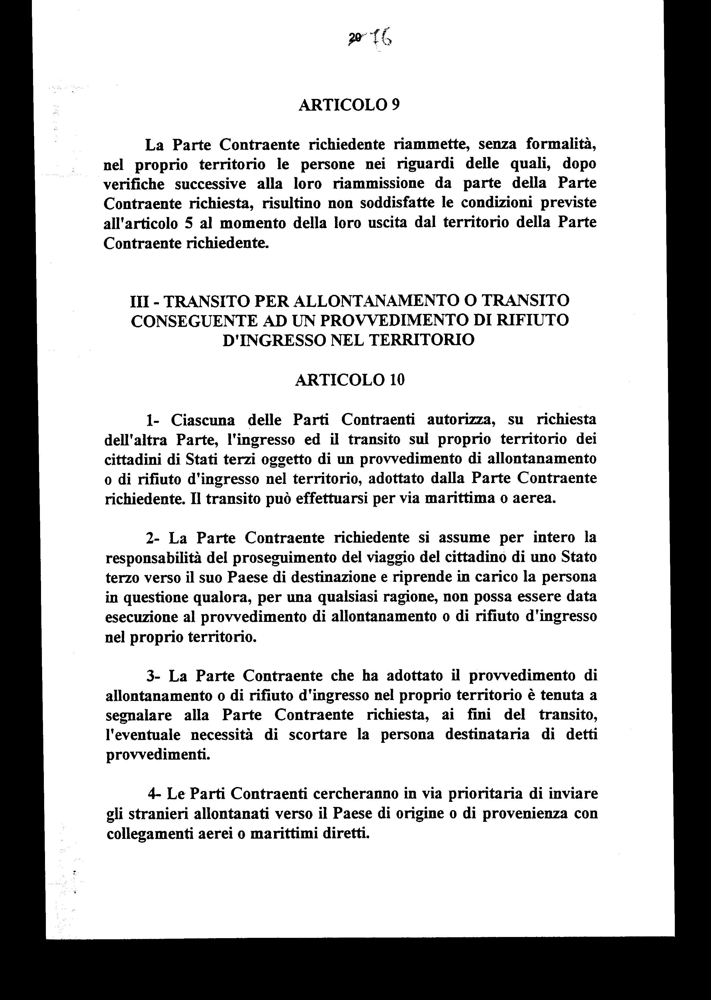 20 16
ARTICOLO 9
La Parte Contraente richiedente riammette, senza formalità,
nel proprio territorio le persone nei riguardi delle quali, dopo
verifiche successive alla loro riammissione da parte della Parte
Contraente richiesta, risultino non soddisfatte le condizioni previste
all'articolo 5 al momento della loro uscita dal territorio della Parte
Contraente richiedente.
III - TRANSITO PER ALLONTANAMENTO O TRANSITO
CONSEGUENTE AD UN PROVVEDIMENTO DI RIFIUTO
D'INGRESSO NEL TERRITORIO
ARTICOLO 10
1- Ciascuna delle Parti Contraenti autorizza, su richiesta
dell'altra Parte, l'ingresso ed il transito sul proprio territorio dei
cittadini di Stati terzi oggetto di un provvedimento di allontanamento
o di rifiuto d'ingresso nel territorio, adottato dalla Parte Contraente
richiedente. Il transito può effettuarsi per via marittima o aerea.
2- La Parte Contraente richiedente si assume per intero la
responsabilità del proseguimento del viaggio del cittadino di uno Stato
terzo verso il suo Paese di destinazione e riprende in carico la persona
in questione qualora, per una qualsiasi ragione, non possa essere data
esecuzione al provvedimento di allontanamento o di rifiuto d'ingresso
nel proprio territorio.
3- La Parte Contraente che ha adottato il provvedimento di
allontanamento o di rifiuto d'ingresso nel proprio territorio è tenuta a
segnalare alla Parte Contraente richiesta, ai fini del transito,
l'eventuale necessità di scortare la persona destinataria di detti
provvedimenti.
4- Le Parti Contraenti cercheranno in via prioritaria di inviare
gli stranieri allontanati verso il Paese di origine o di provenienza con
collegamenti aerei o marittimi diretti.